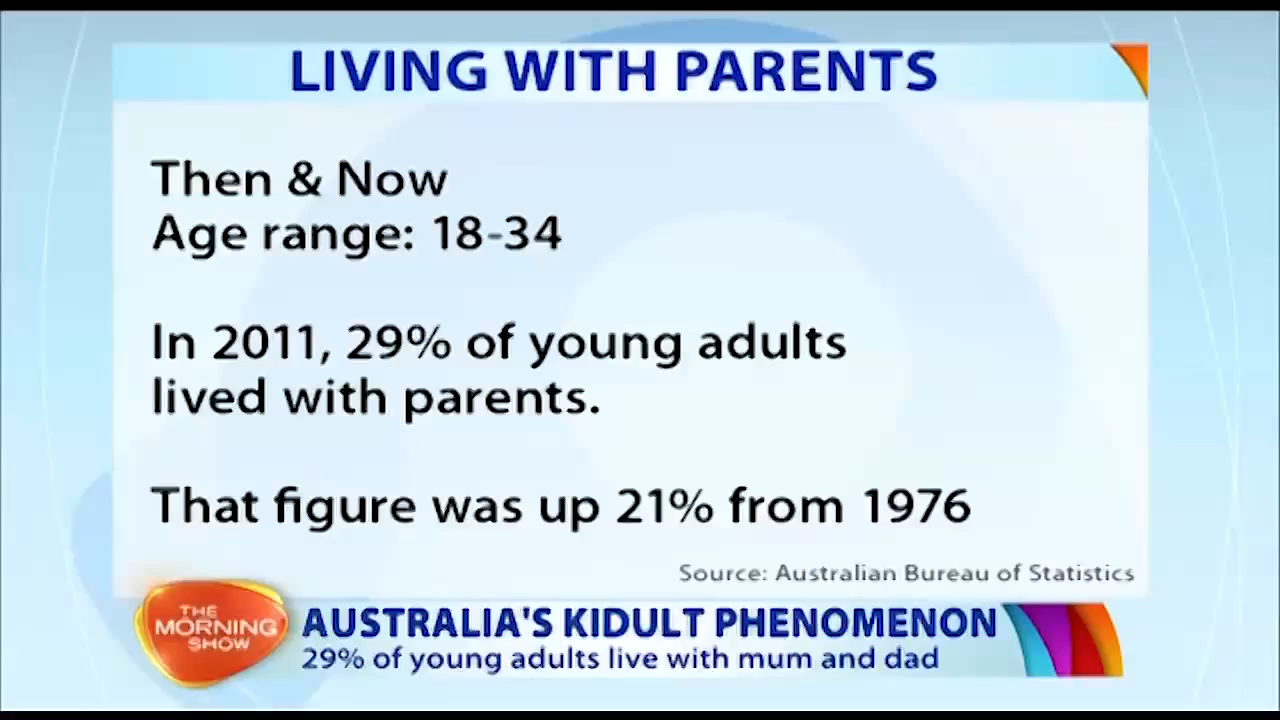 LIVING WITH PARENTS
Then & Now
Age range: 18-34
In 2011, 29% of young adults
lived with parents.
That figure was up 21% from 1976
Source: Australian Bureau of Statistics
THE
MORNING
SHOW
AUSTRALIA'S KIDULT PHENOMENON
29% of young adults live with mum and dad